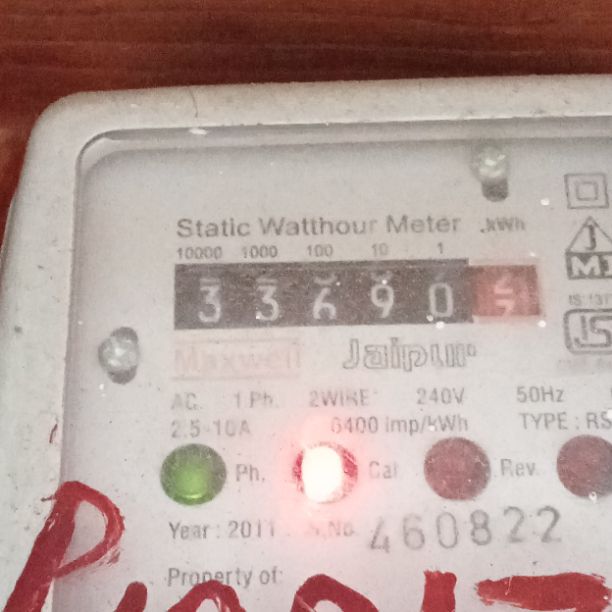 Static Watthour Meter kWh
10000 1000 100 10 1
3 3 6 9 0
Maxwell Jaipur
AC. 1 Ph. 2WIRE 240V 50Hz
2.5-10A 6400 imp/kWh TYPE : RS
Ph. Cal Rev.
Year : 2011 S.No. 460822
Property of: